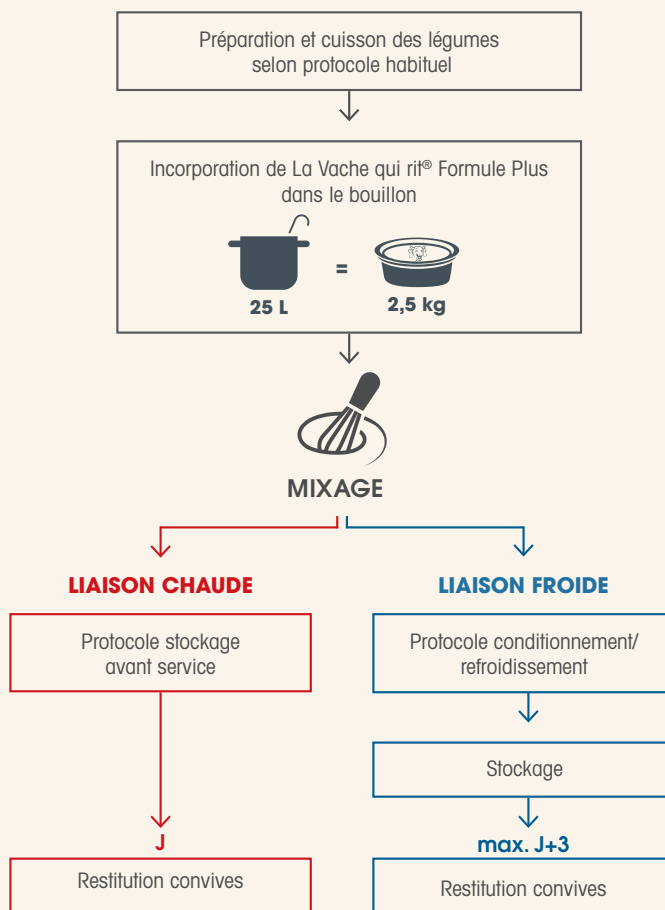 Préparation et cuisson des légumes
selon protocole habituel
Incorporation de La Vache qui rit® Formule Plus
dans le bouillon
=
25 L
2,5 kg
MIXAGE
LIAISON CHAUDE
Protocole stockage
avant service
J
Restitution convives
LIAISON FROIDE
Protocole conditionnement/
refroidissement
Stockage
max. J+3
Restitution convives